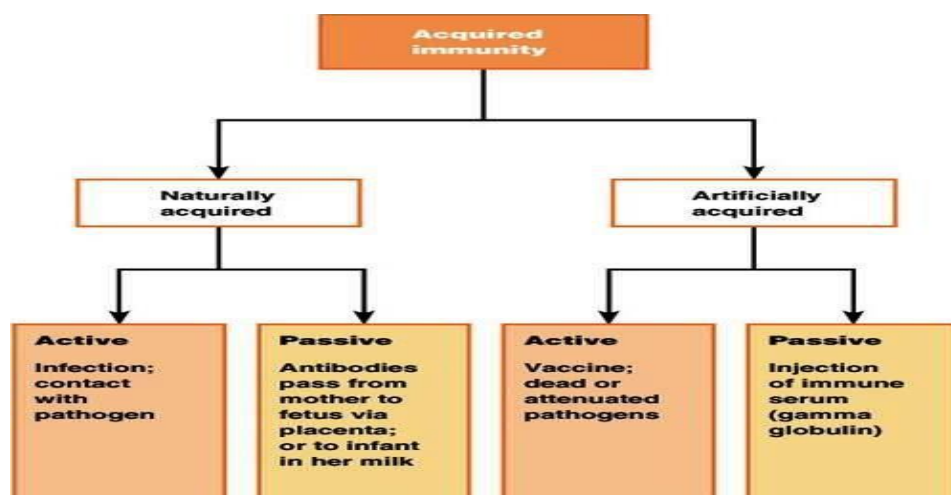 Acquired
immunity
Naturally
acquired
Artificially
acquired
Active
Infection;
contact
with
pathogen
Passive
Antibodies
pass from
mother to
fetus via
placenta;
or to infant
in her milk
Active
Vaccine;
dead or
attenuated
pathogens
Passive
Injection
of immune
serum
(gamma
globulin)